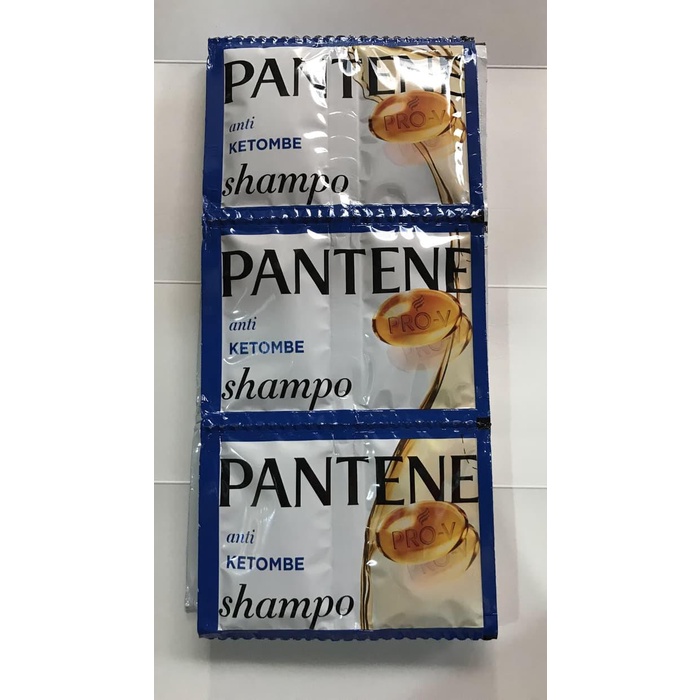 PANTENE
PRO-V
anti
KETOMBE
shampo
PANTENE
PRO-V
anti
KETOMBE
shampo
PANTENE
PRO-V
anti
KETOMBE
shampo